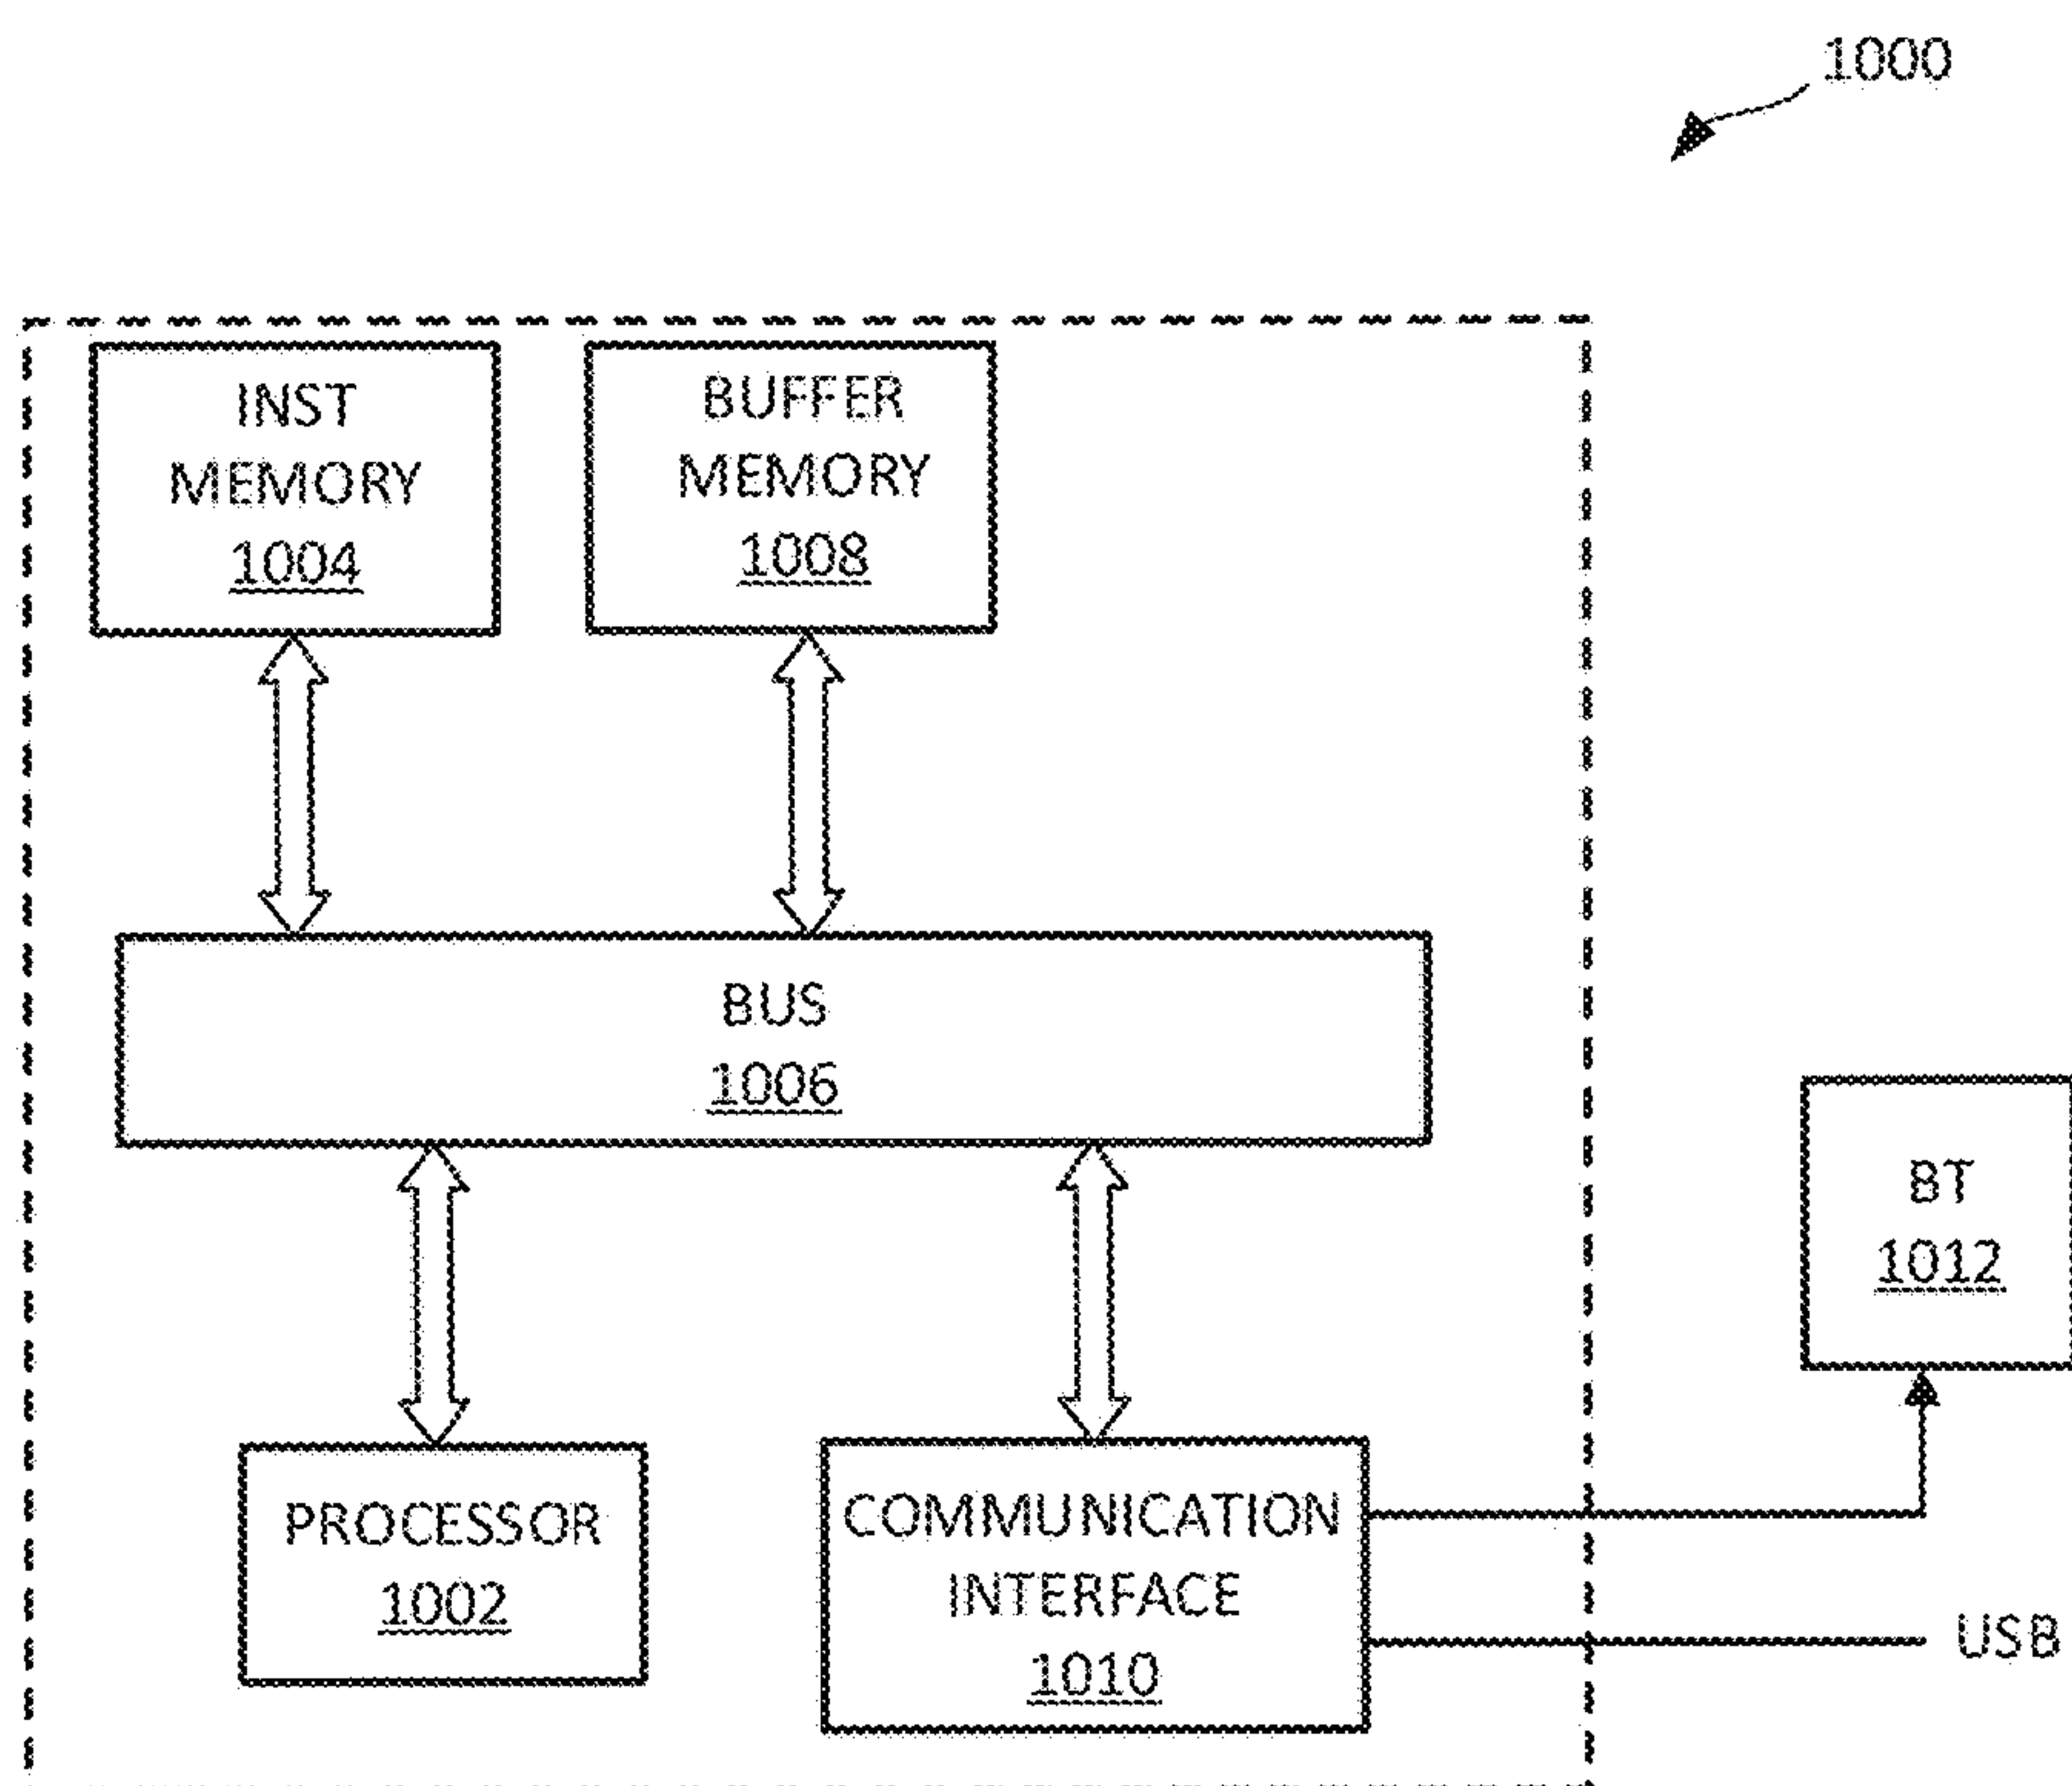 1000
INST
MEMORY
1004
BUFFER
MEMORY
1008
BUS
1006
BT
1012
PROCESSOR
1002
COMMUNICATION
INTERFACE
1010
USB